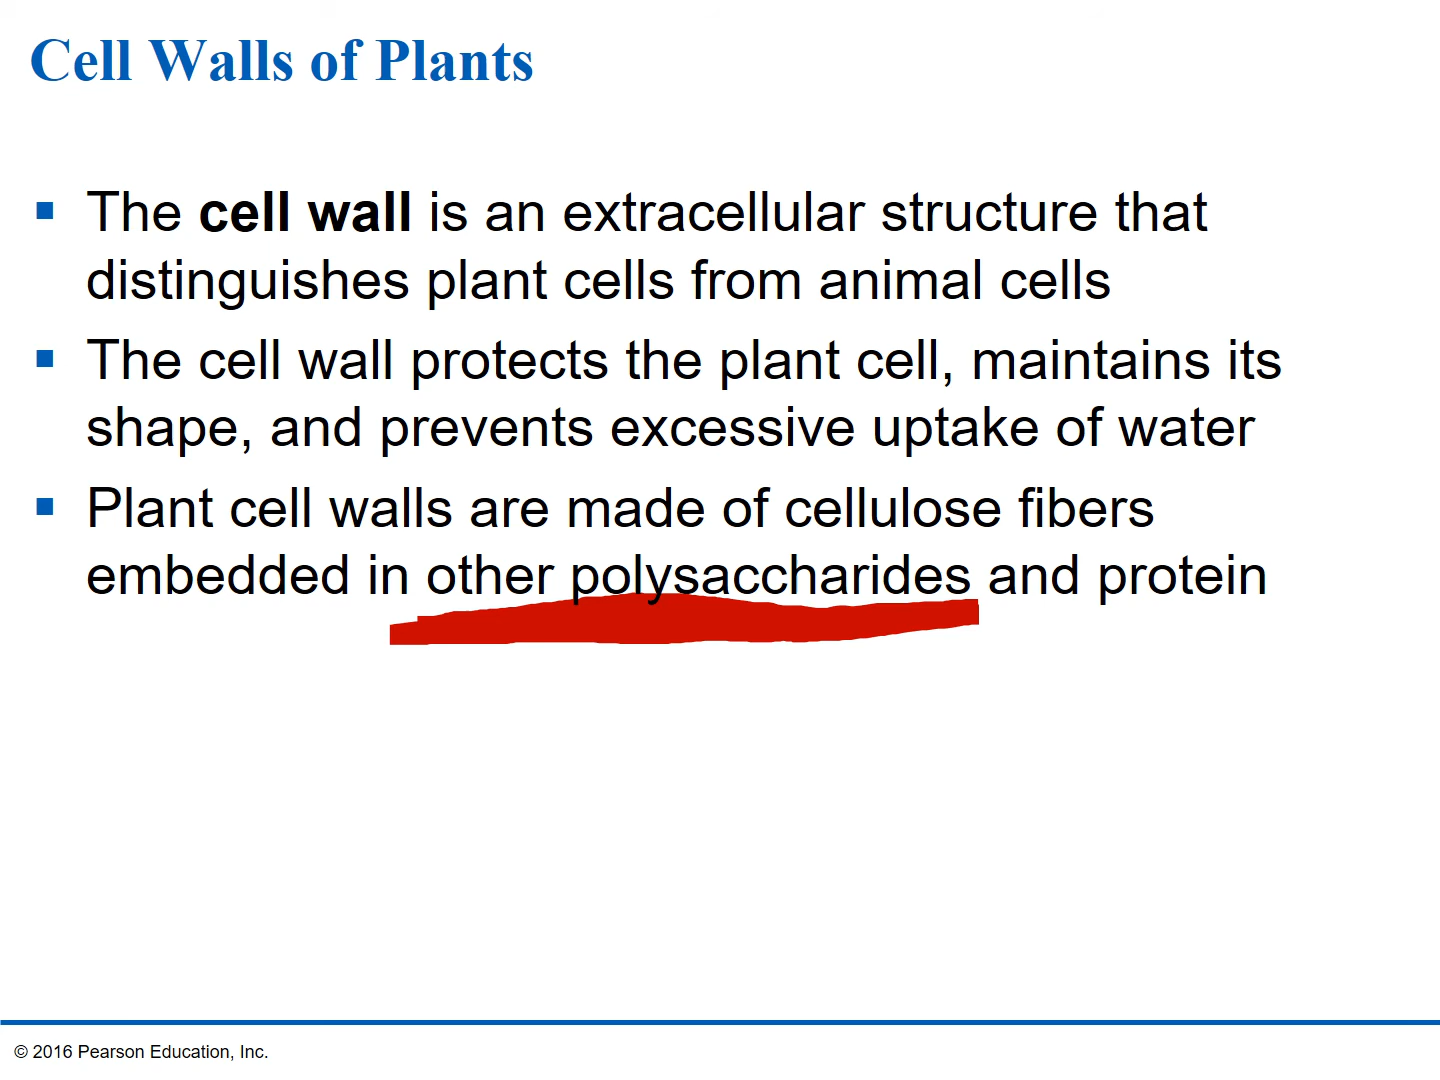 Cell Walls of Plants
The cell wall is an extracellular structure that
distinguishes plant cells from animal cells
The cell wall protects the plant cell, maintains its
shape, and prevents excessive uptake of water
Plant cell walls are made of cellulose fibers
embedded in other polysaccharides and protein
© 2016 Pearson Education, Inc.